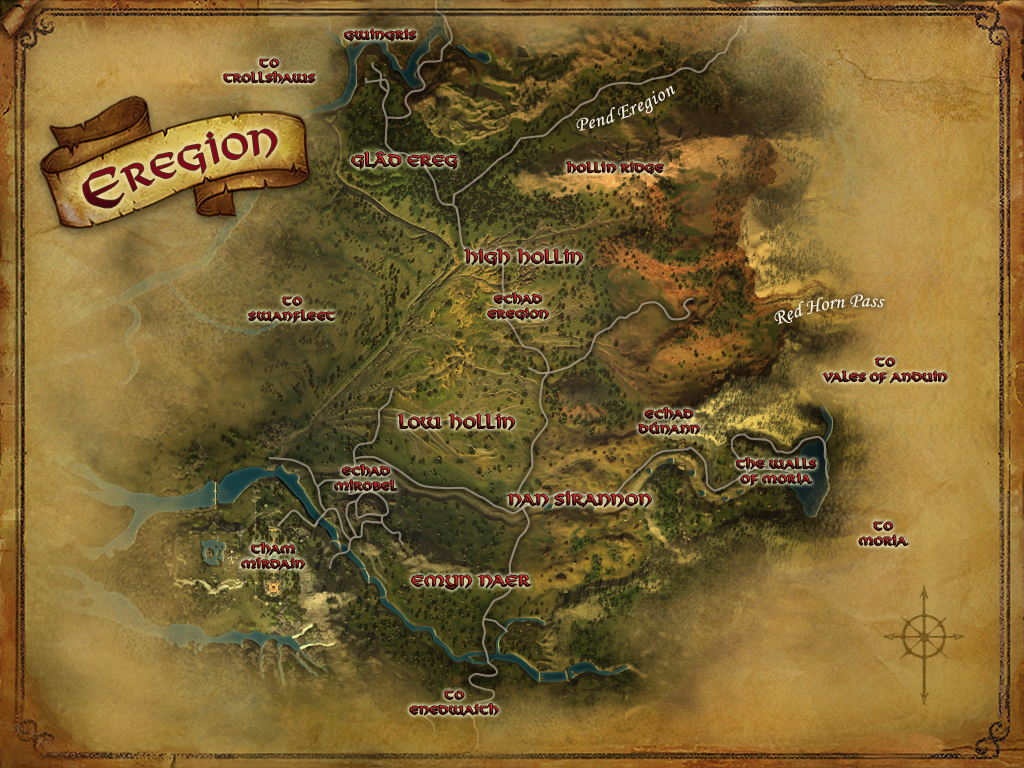 GWINGRIS
TO
TROLLSHAWS
Pend Eregion
EREGION
GLÂD EREG
HOLLIN RIDGE
HIGH HOLLIN
ECHAD
EREGION
TO
SWANFLEET
Red Horn Pass
TO
VALES OF ANDUIN
LOW HOLLIN
ECHAD
DÚNANN
THE WALLS
OF MORIA
ECHAD
MIROBEL
NAN SIRANNON
TO
MORIA
THAM
MÍRDAIN
EMYN NAER
TO
ENEDWAITH